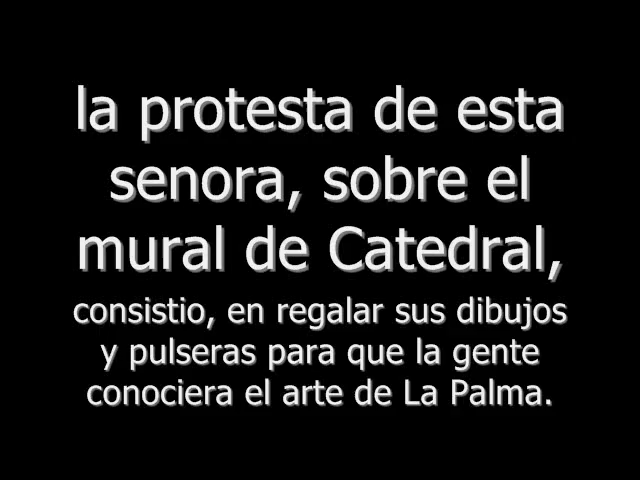 la protesta de esta
senora, sobre el
mural de Catedral,
consistio, en regalar sus dibujos
y pulseras para que la gente
conociera el arte de La Palma.